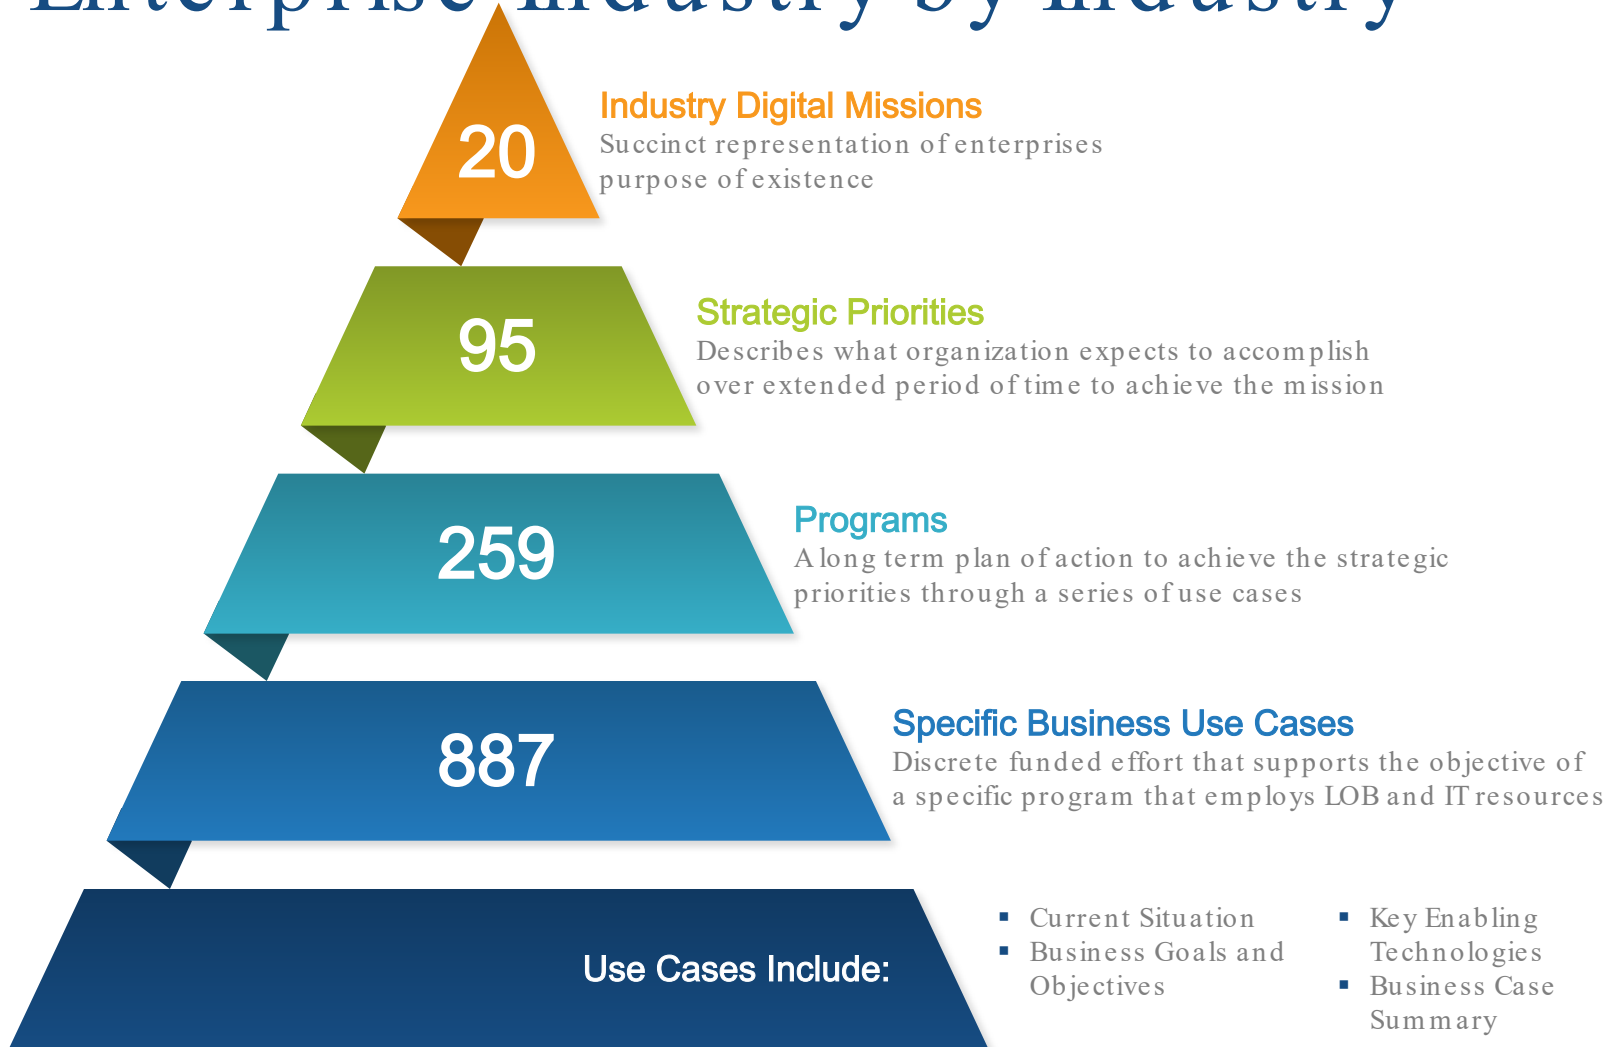 Enterprise Industry by Industry
20
Industry Digital Missions
Succinct representation of enterprises
purpose of existence
95
Strategic Priorities
Describes what organization expects to accomplish
over extended period of time to achieve the mission
259
Programs
A long term plan of action to achieve the strategic
priorities through a series of use cases
887
Specific Business Use Cases
Discrete funded effort that supports the objective of
a specific program that employs LOB and IT resources
Use Cases Include:
▪ Current Situation
▪ Business Goals and
Objectives
▪ Key Enabling
Technologies
▪ Business Case
Summary